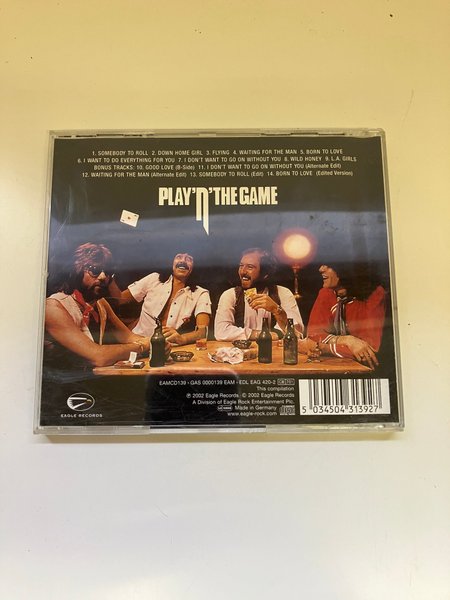 1. SOMEBODY TO ROLL 2. DOWN HOME GIRL 3. FLYING 4. WAITING FOR THE MAN 5. BORN TO LOVE
6. I WANT TO DO EVERYTHING FOR YOU 7. I DON'T WANT TO GO ON WITHOUT YOU 8. WILD HONEY 9. L.A. GIRLS
BONUS TRACKS: 10. GOOD LOVE (B-Side) 11. I DON'T WANT TO GO ON WITHOUT YOU (Alternate Edit)
12. WAITING FOR THE MAN (Alternate Edit) 13. SOMEBODY TO ROLL (Edit) 14. BORN TO LOVE (Edited Version)
PLAY'N'THE GAME
EAMCD139 - GAS 0000139 EAM - EDL EAG 420-2
This compilation
℗ 2002 Eagle Records © 2002 Eagle Records
A Division of Eagle Rock Entertainment Plc.
Made in Germany
www.eagle-rock.com
EAGLE RECORDS
5 034504 313927